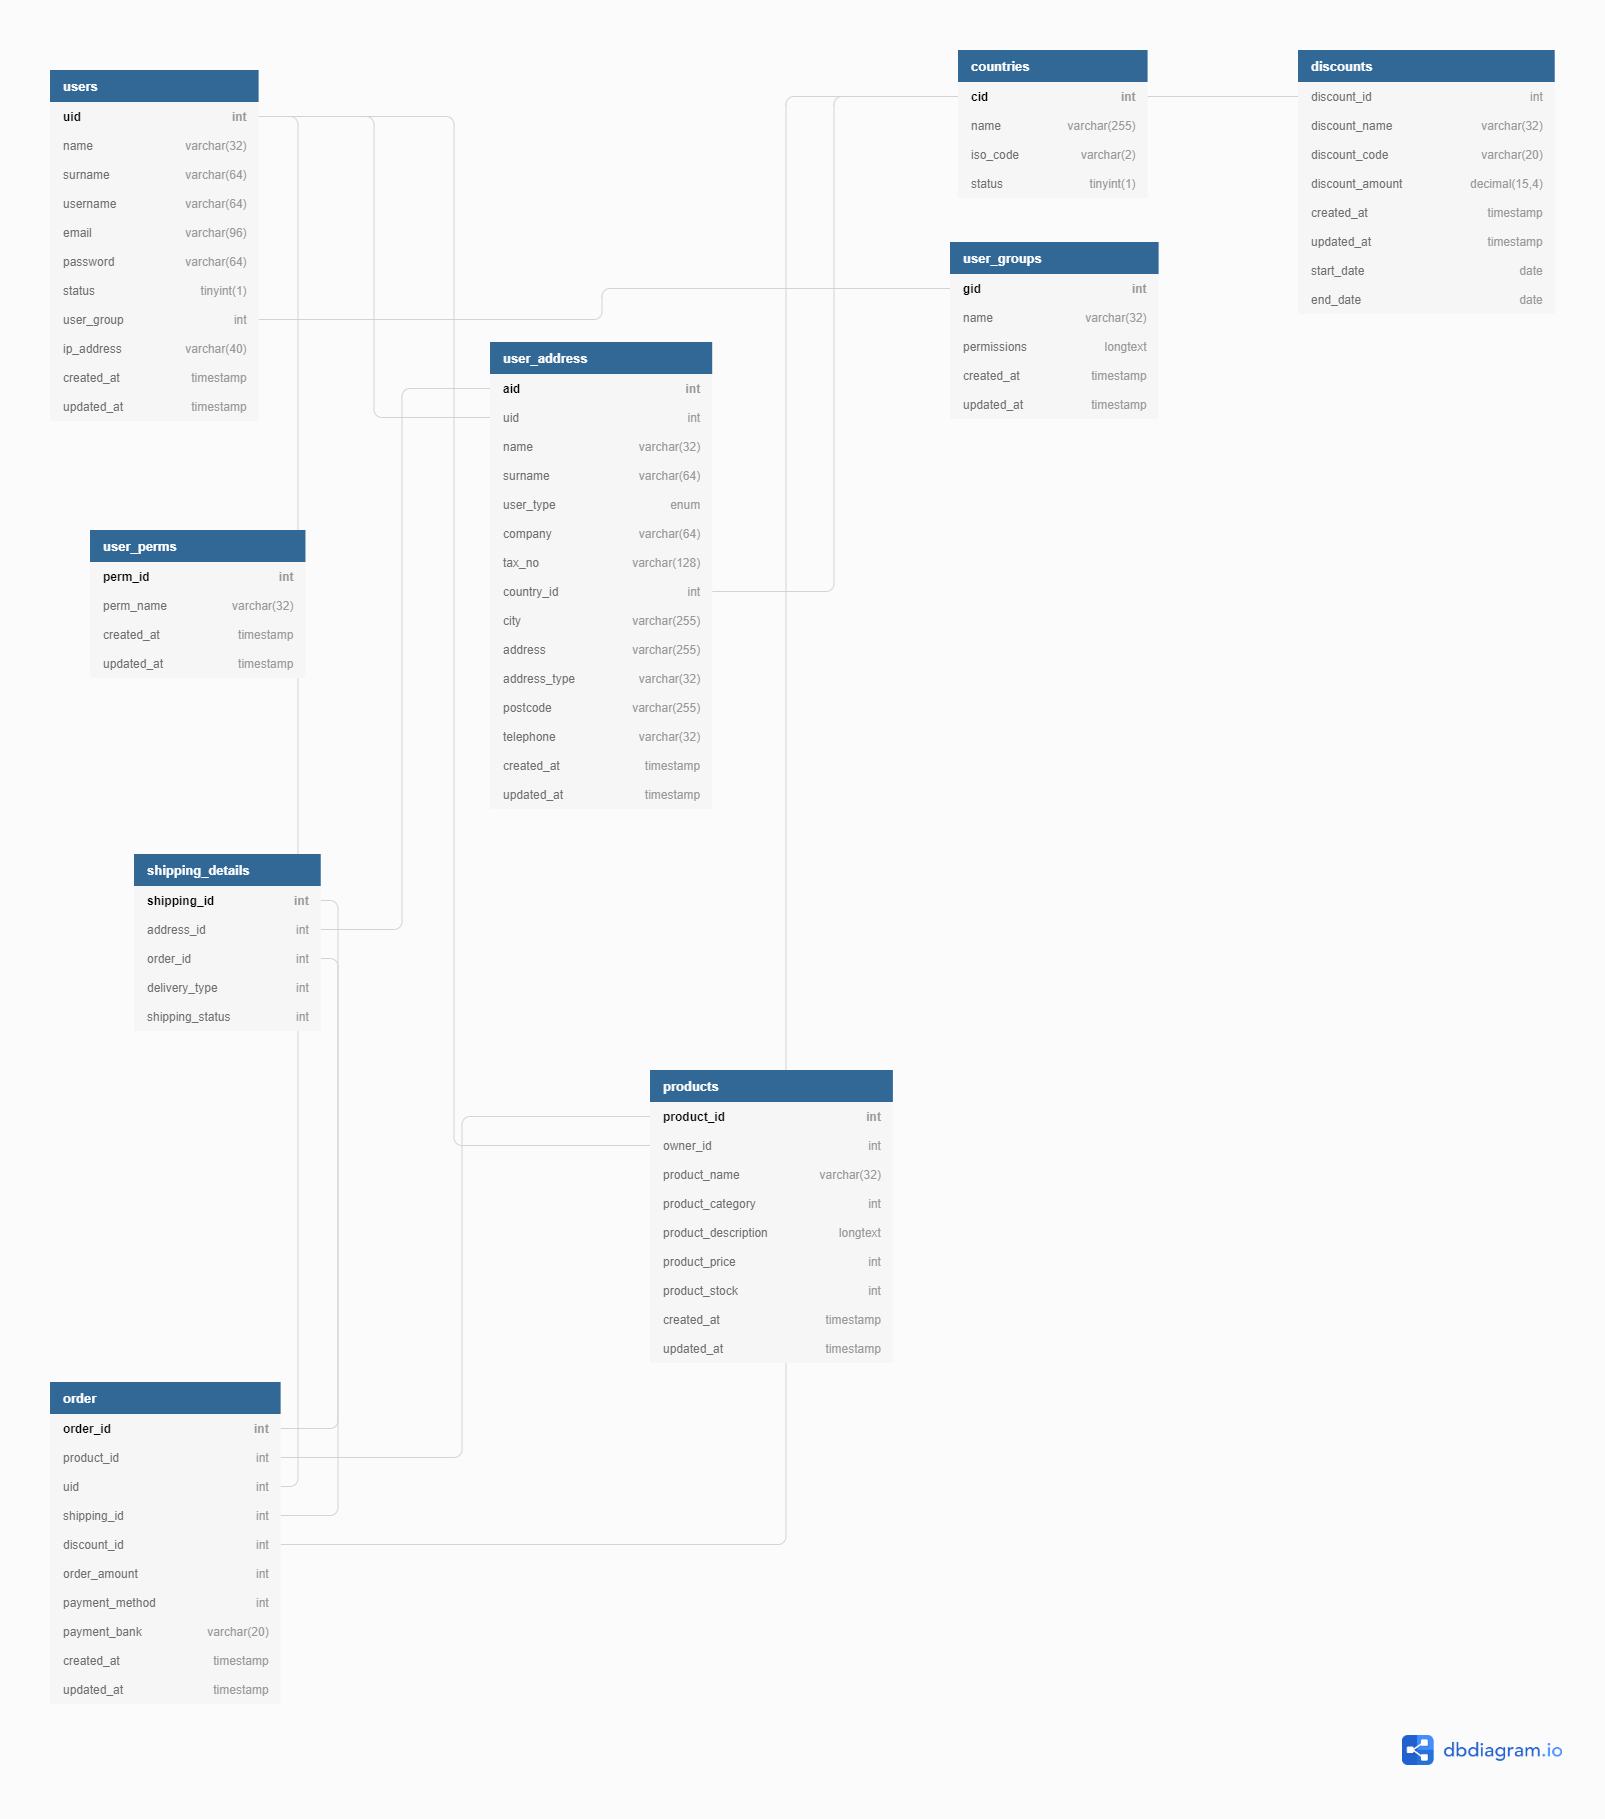 users
uid int
name varchar(32)
surname varchar(64)
username varchar(64)
email varchar(96)
password varchar(64)
status tinyint(1)
user_group int
ip_address varchar(40)
created_at timestamp
updated_at timestamp
countries
cid int
name varchar(255)
iso_code varchar(2)
status tinyint(1)
discounts
discount_id int
discount_name varchar(32)
discount_code varchar(20)
discount_amount decimal(15,4)
created_at timestamp
updated_at timestamp
start_date date
end_date date
user_groups
gid int
name varchar(32)
permissions longtext
created_at timestamp
updated_at timestamp
user_address
aid int
uid int
name varchar(32)
surname varchar(64)
user_type enum
company varchar(64)
tax_no varchar(128)
country_id int
city varchar(255)
address varchar(255)
address_type varchar(32)
postcode varchar(255)
telephone varchar(32)
created_at timestamp
updated_at timestamp
user_perms
perm_id int
perm_name varchar(32)
created_at timestamp
updated_at timestamp
shipping_details
shipping_id int
address_id int
order_id int
delivery_type int
shipping_status int
products
product_id int
owner_id int
product_name varchar(32)
product_category int
product_description longtext
product_price int
product_stock int
created_at timestamp
updated_at timestamp
order
order_id int
product_id int
uid int
shipping_id int
discount_id int
order_amount int
payment_method int
payment_bank varchar(20)
created_at timestamp
updated_at timestamp
dbdiagram.io